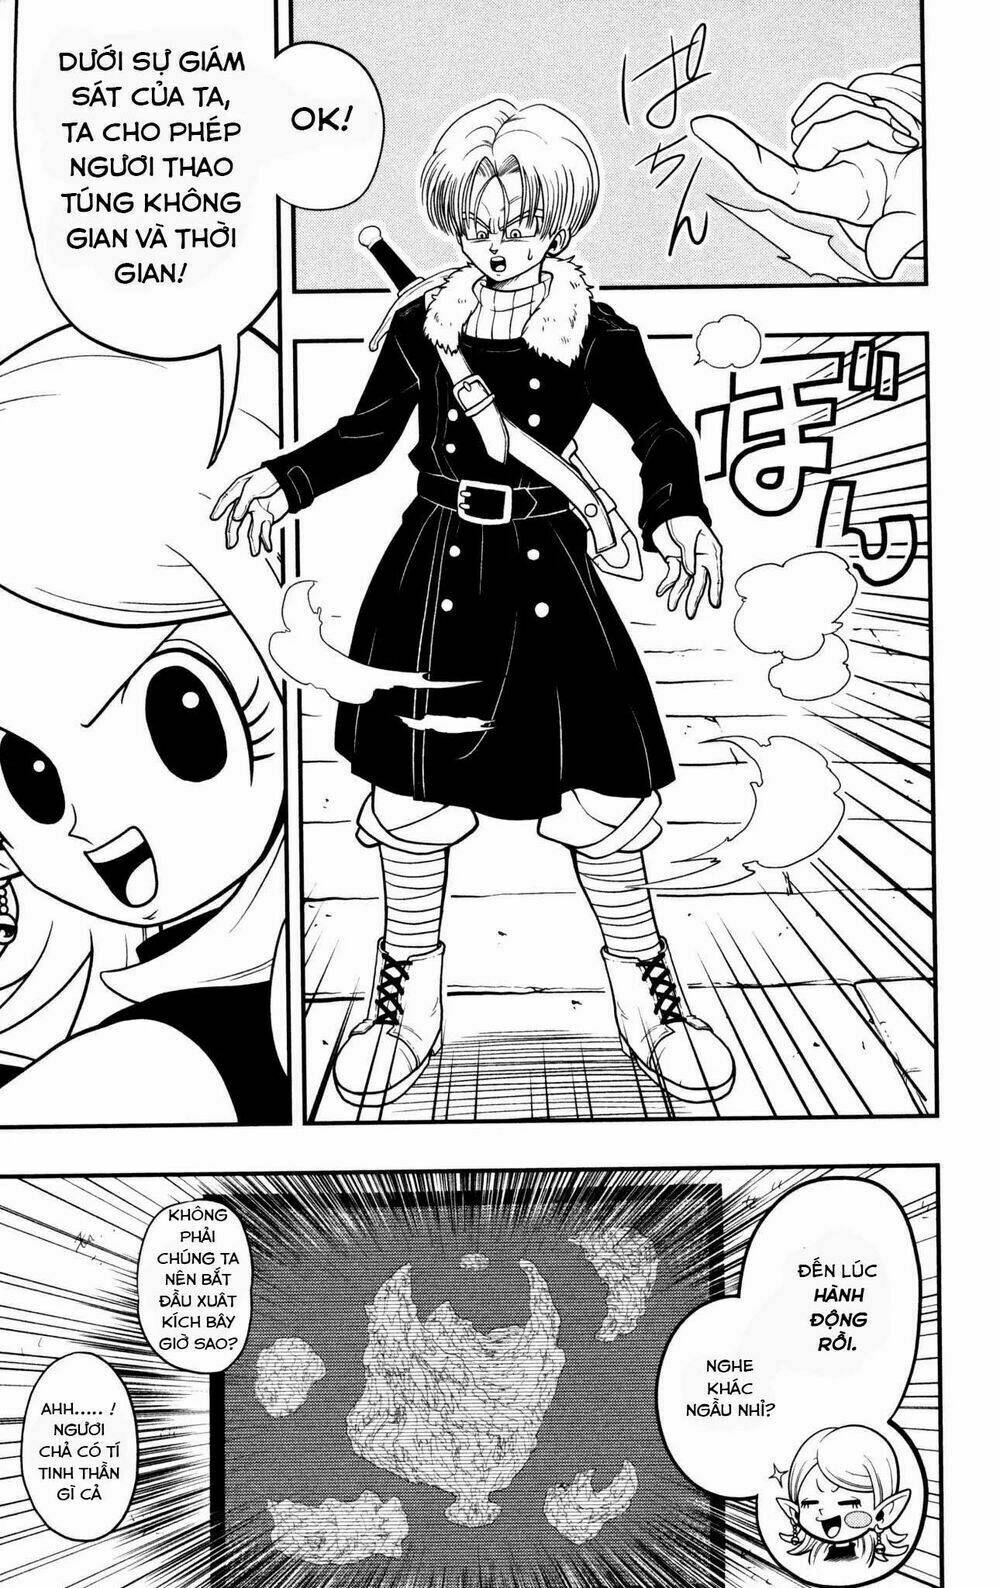 ぱちん
ぼんっ
OK!
DƯỚI SỰ GIÁM
SÁT CỦA TA,
TA CHO PHÉP
NGƯƠI THAO
TÚNG KHÔNG
GIAN VÀ THỜI
GIAN!
ĐẾN LÚC
HÀNH
ĐỘNG
RỒI.
NGHE
KHÁC
NGẦU NHỈ?
KHÔNG
PHẢI
CHÚNG TA
NÊN BẮT
ĐẦU XUẤT
KÍCH BÂY
GIỜ SAO?
AHH.....!
NGƯƠI
CHẢ CÓ TÍ
TINH THẦN
GÌ CẢ